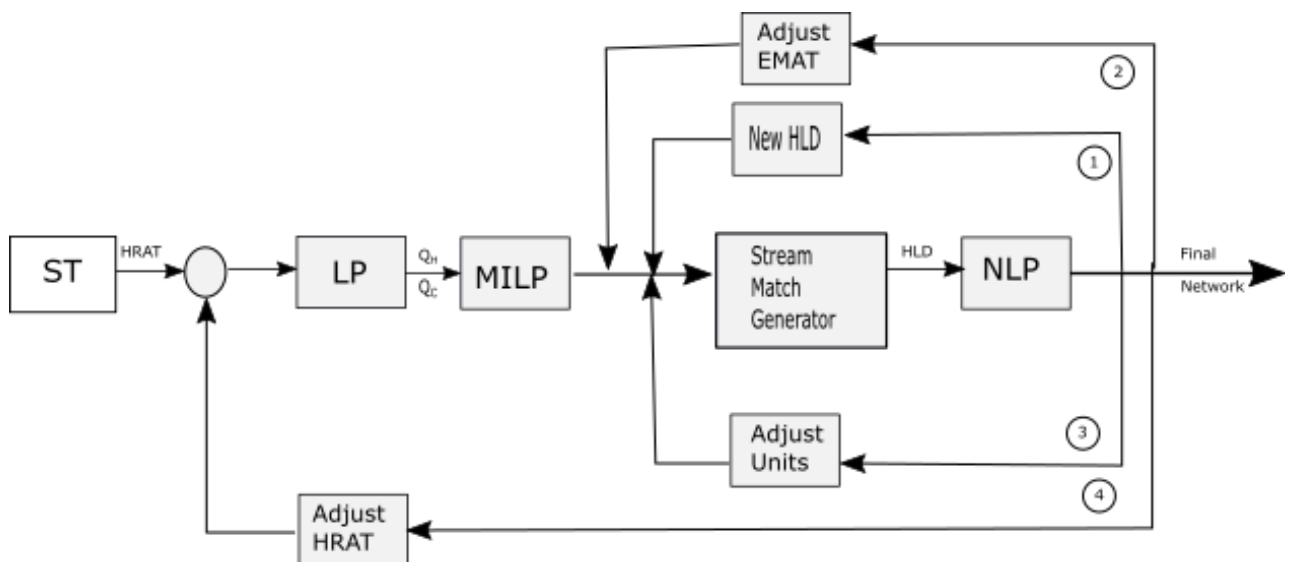 Adjust
EMAT
2
New HLD
1
ST
HRAT
LP
QH
QC
MILP
Stream
Match
Generator
HLD
NLP
Final
Network
Adjust
Units
3
4
Adjust
HRAT